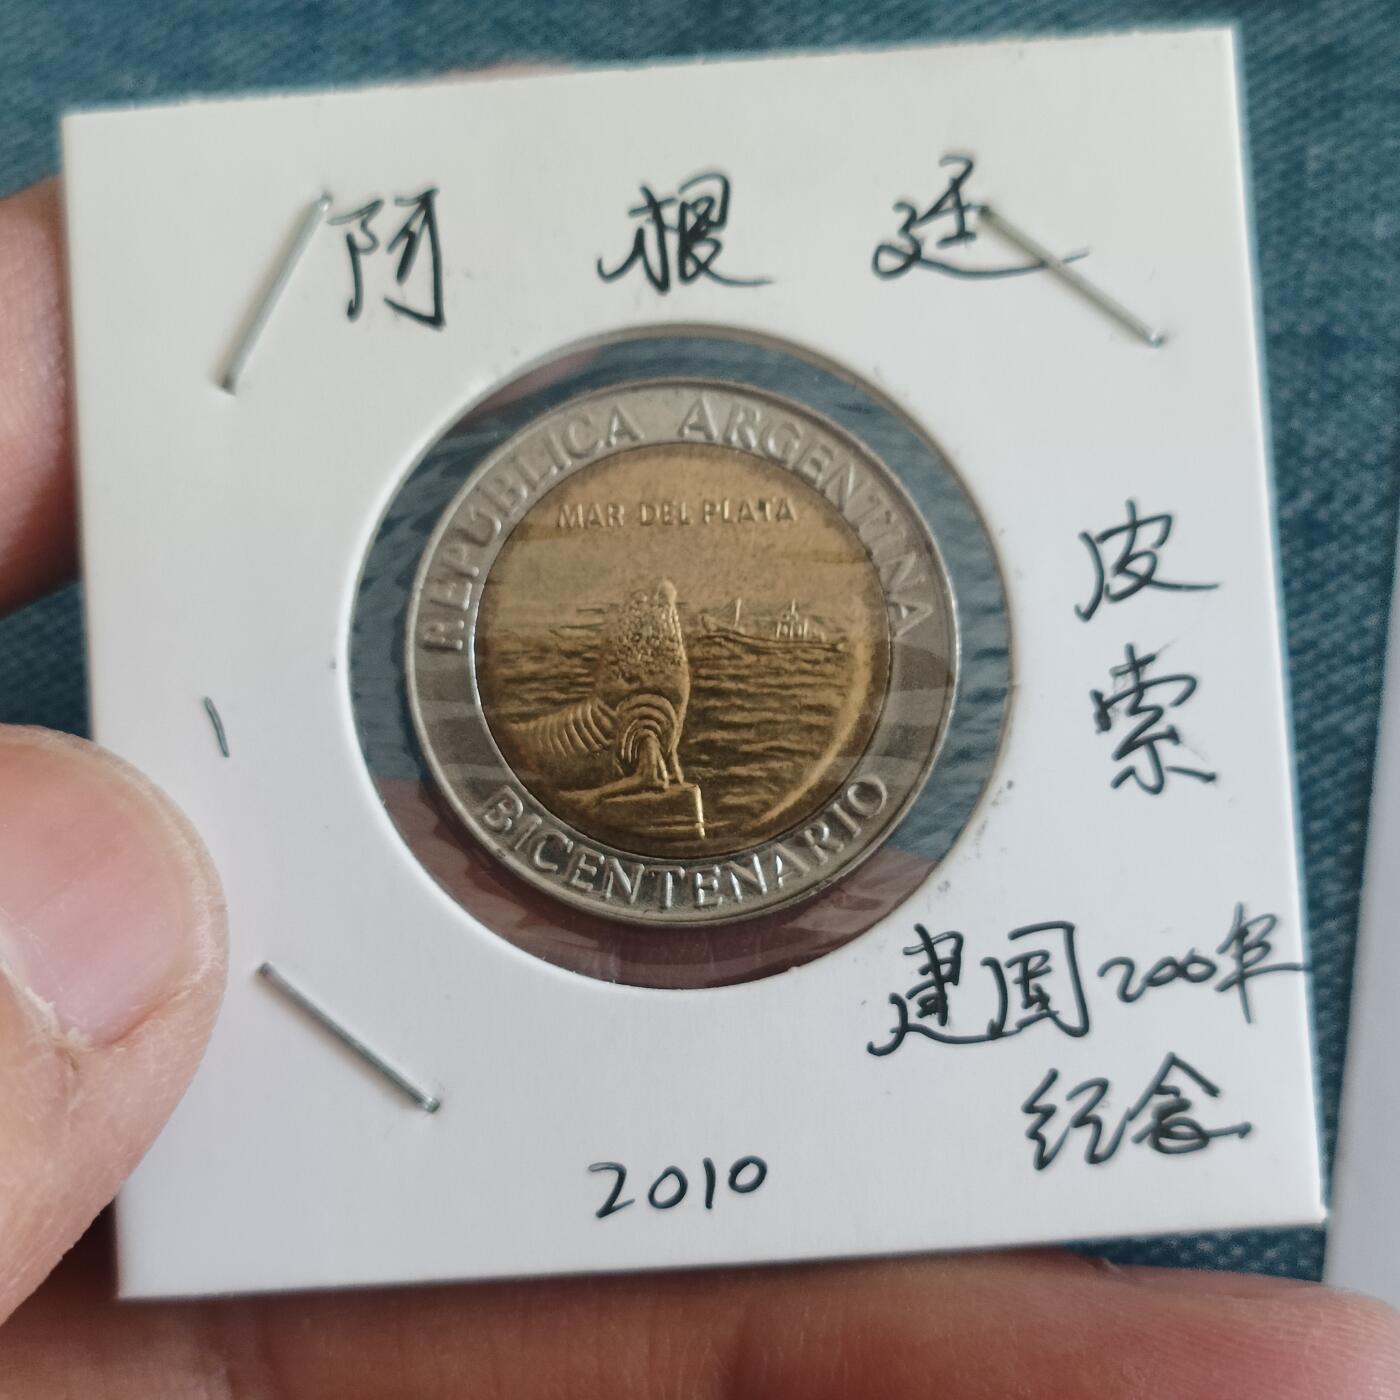 阿根廷
REPUBLICA ARGENTINA
MAR DEL PLATA
BICENTENARIO
1
皮索
建国200年
纪念
2010